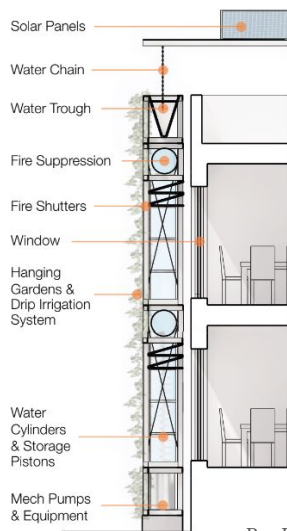 Solar Panels
Water Chain
Water Trough
Fire Suppression
Fire Shutters
Window
Hanging
Gardens &
Drip Irrigation
System
Water
Cylinders
& Storage
Pistons
Mech Pumps
& Equipment